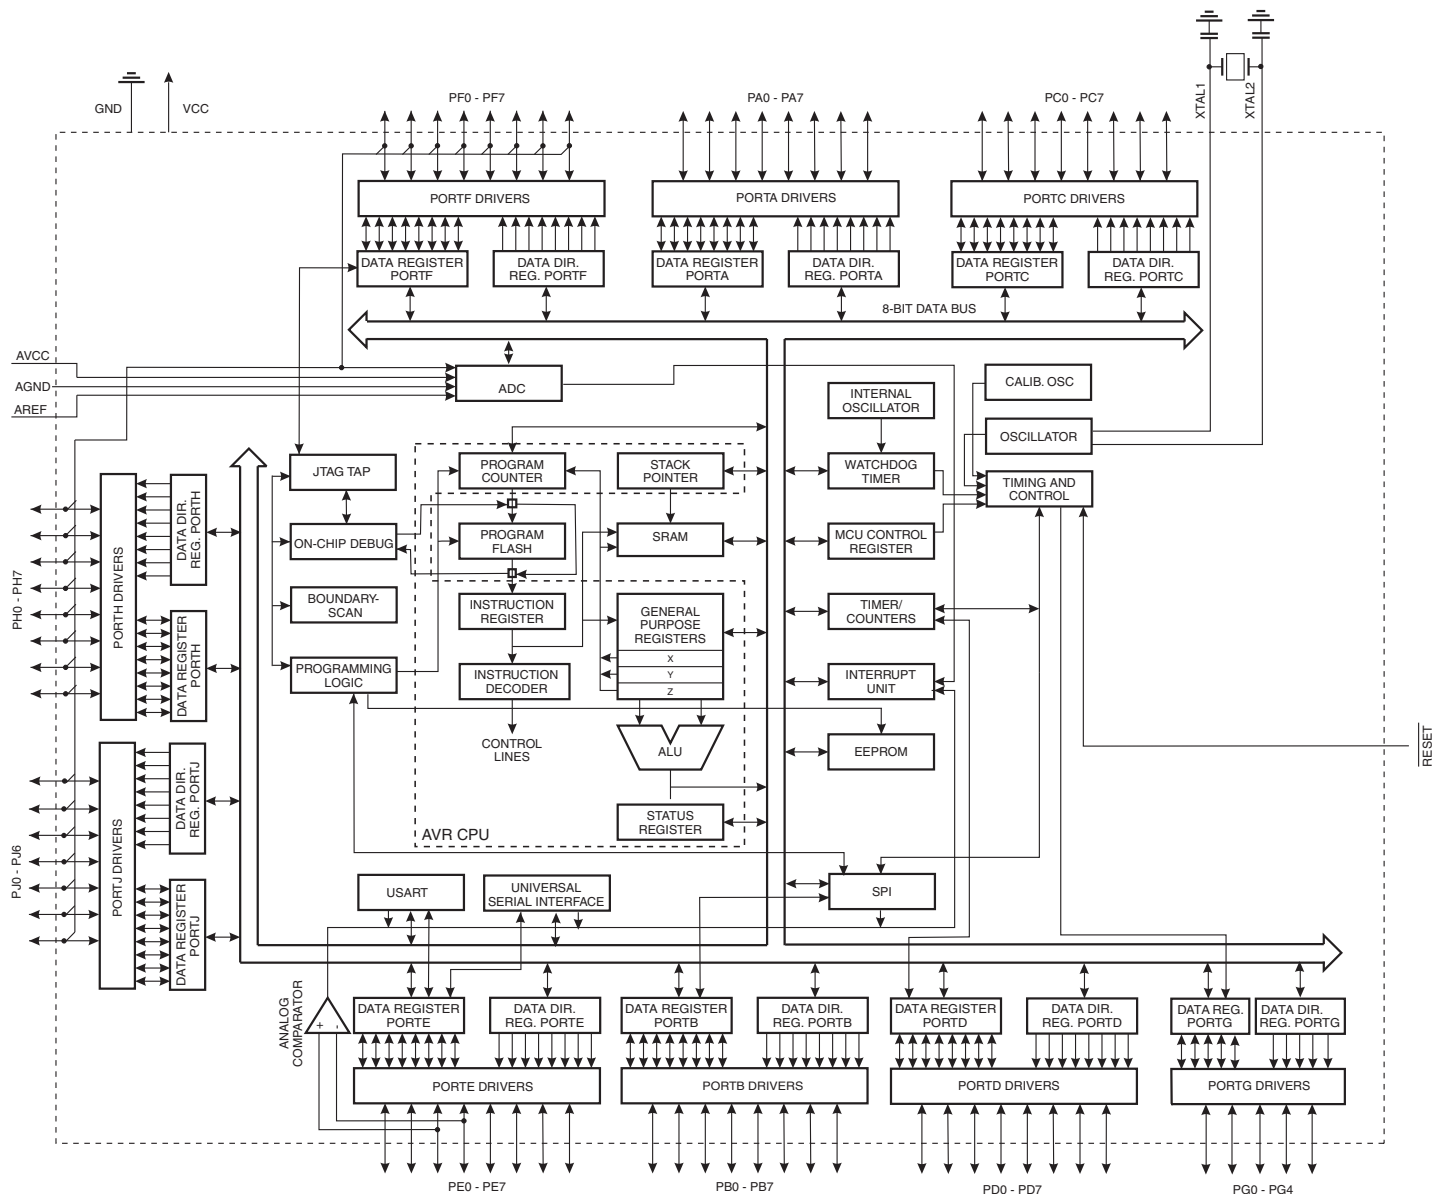 GND
VCC
PF0 - PF7
PA0 - PA7
PC0 - PC7
XTAL1
XTAL2
PORTF DRIVERS
PORTA DRIVERS
PORTC DRIVERS
DATA REGISTER
PORTF
DATA DIR.
REG. PORTF
DATA REGISTER
PORTA
DATA DIR.
REG. PORTA
DATA REGISTER
PORTC
DATA DIR.
REG. PORTC
8-BIT DATA BUS
AVCC
AGND
AREF
ADC
INTERNAL
OSCILLATOR
CALIB. OSC
OSCILLATOR
JTAG TAP
PROGRAM
COUNTER
STACK
POINTER
WATCHDOG
TIMER
TIMING AND
CONTROL
ON-CHIP DEBUG
PROGRAM
FLASH
SRAM
MCU CONTROL
REGISTER
BOUNDARY-
SCAN
INSTRUCTION
REGISTER
GENERAL
PURPOSE
REGISTERS
X
Y
Z
TIMER/
COUNTERS
PROGRAMMING
LOGIC
INSTRUCTION
DECODER
INTERRUPT
UNIT
CONTROL
LINES
ALU
EEPROM
STATUS
REGISTER
AVR CPU
RESET
PH0 - PH7
PORTH DRIVERS
DATA DIR.
REG. PORTH
DATA REGISTER
PORTH
PJ0 - PJ6
PORTJ DRIVERS
DATA DIR.
REG. PORTJ
DATA REGISTER
PORTJ
USART
UNIVERSAL
SERIAL INTERFACE
SPI
ANALOG
COMPARATOR
+
-
DATA REGISTER
PORTE
DATA DIR.
REG. PORTE
DATA REGISTER
PORTB
DATA DIR.
REG. PORTB
DATA REGISTER
PORTD
DATA DIR.
REG. PORTD
DATA REG.
PORTG
DATA DIR.
REG. PORTG
PORTE DRIVERS
PORTB DRIVERS
PORTD DRIVERS
PORTG DRIVERS
PE0 - PE7
PB0 - PB7
PD0 - PD7
PG0 - PG4